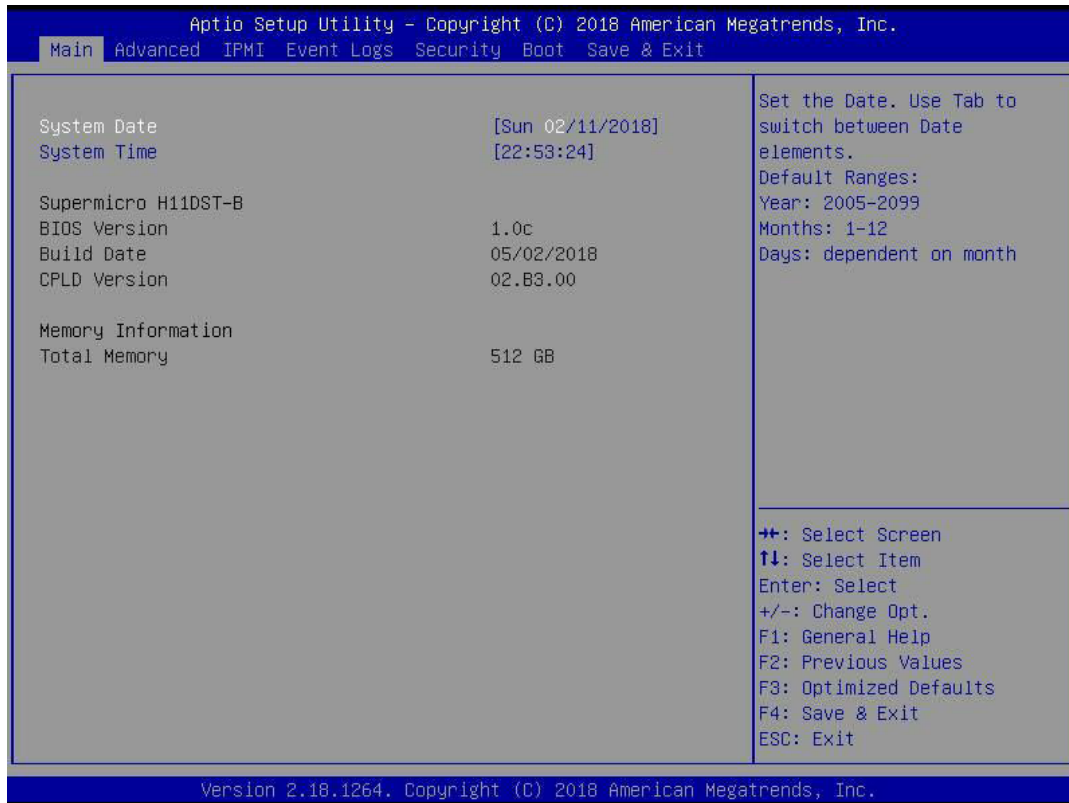 Aptio Setup Utility - Copyright (C) 2018 American Megatrends, Inc.
Main Advanced IPMI Event Logs Security Boot Save & Exit
System Date [Sun 02/11/2018]
System Time [22:53:24]
Supermicro H11DST-B
BIOS Version 1.0c
Build Date 05/02/2018
CPLD Version 02.B3.00
Memory Information
Total Memory 512 GB
Set the Date. Use Tab to
switch between Date
elements.
Default Ranges:
Year: 2005-2099
Months: 1-12
Days: dependent on month
→←: Select Screen
↑↓: Select Item
Enter: Select
+/-: Change Opt.
F1: General Help
F2: Previous Values
F3: Optimized Defaults
F4: Save & Exit
ESC: Exit
Version 2.18.1264. Copyright (C) 2018 American Megatrends, Inc.